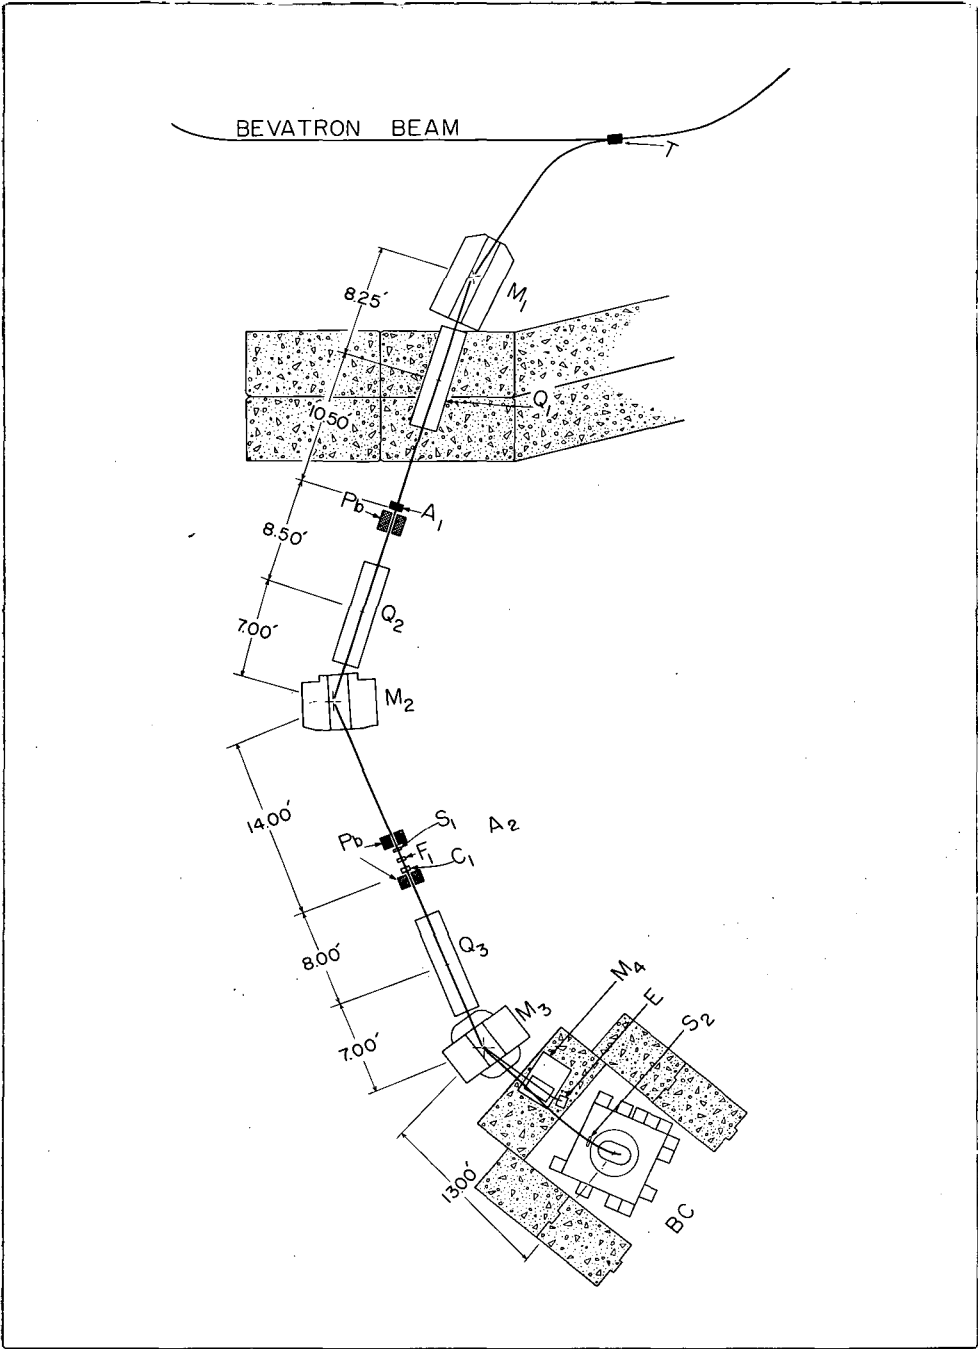 BEVATRON BEAM
T
M1
8.25′
Q1
10.50′
Pb
A1
8.50′
Q2
7.00′
M2
14.00′
S1
A2
Pb
F1
C1
Q3
8.00′
M4
E
M3
S2
7.00′
13.00′
BC